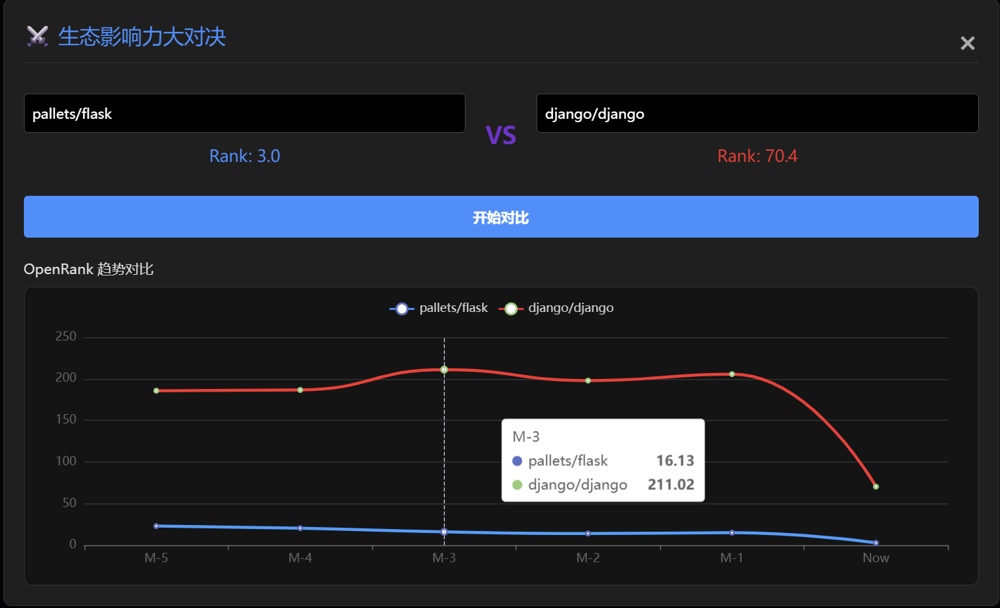 ⚔️ 生态影响力大对决
×
pallets/flask
VS
django/django
Rank: 3.0
Rank: 70.4
开始对比
OpenRank 趋势对比
pallets/flask django/django
250
200
150
100
50
0
M-3
pallets/flask 16.13
django/django 211.02
M-5 M-4 M-3 M-2 M-1 Now